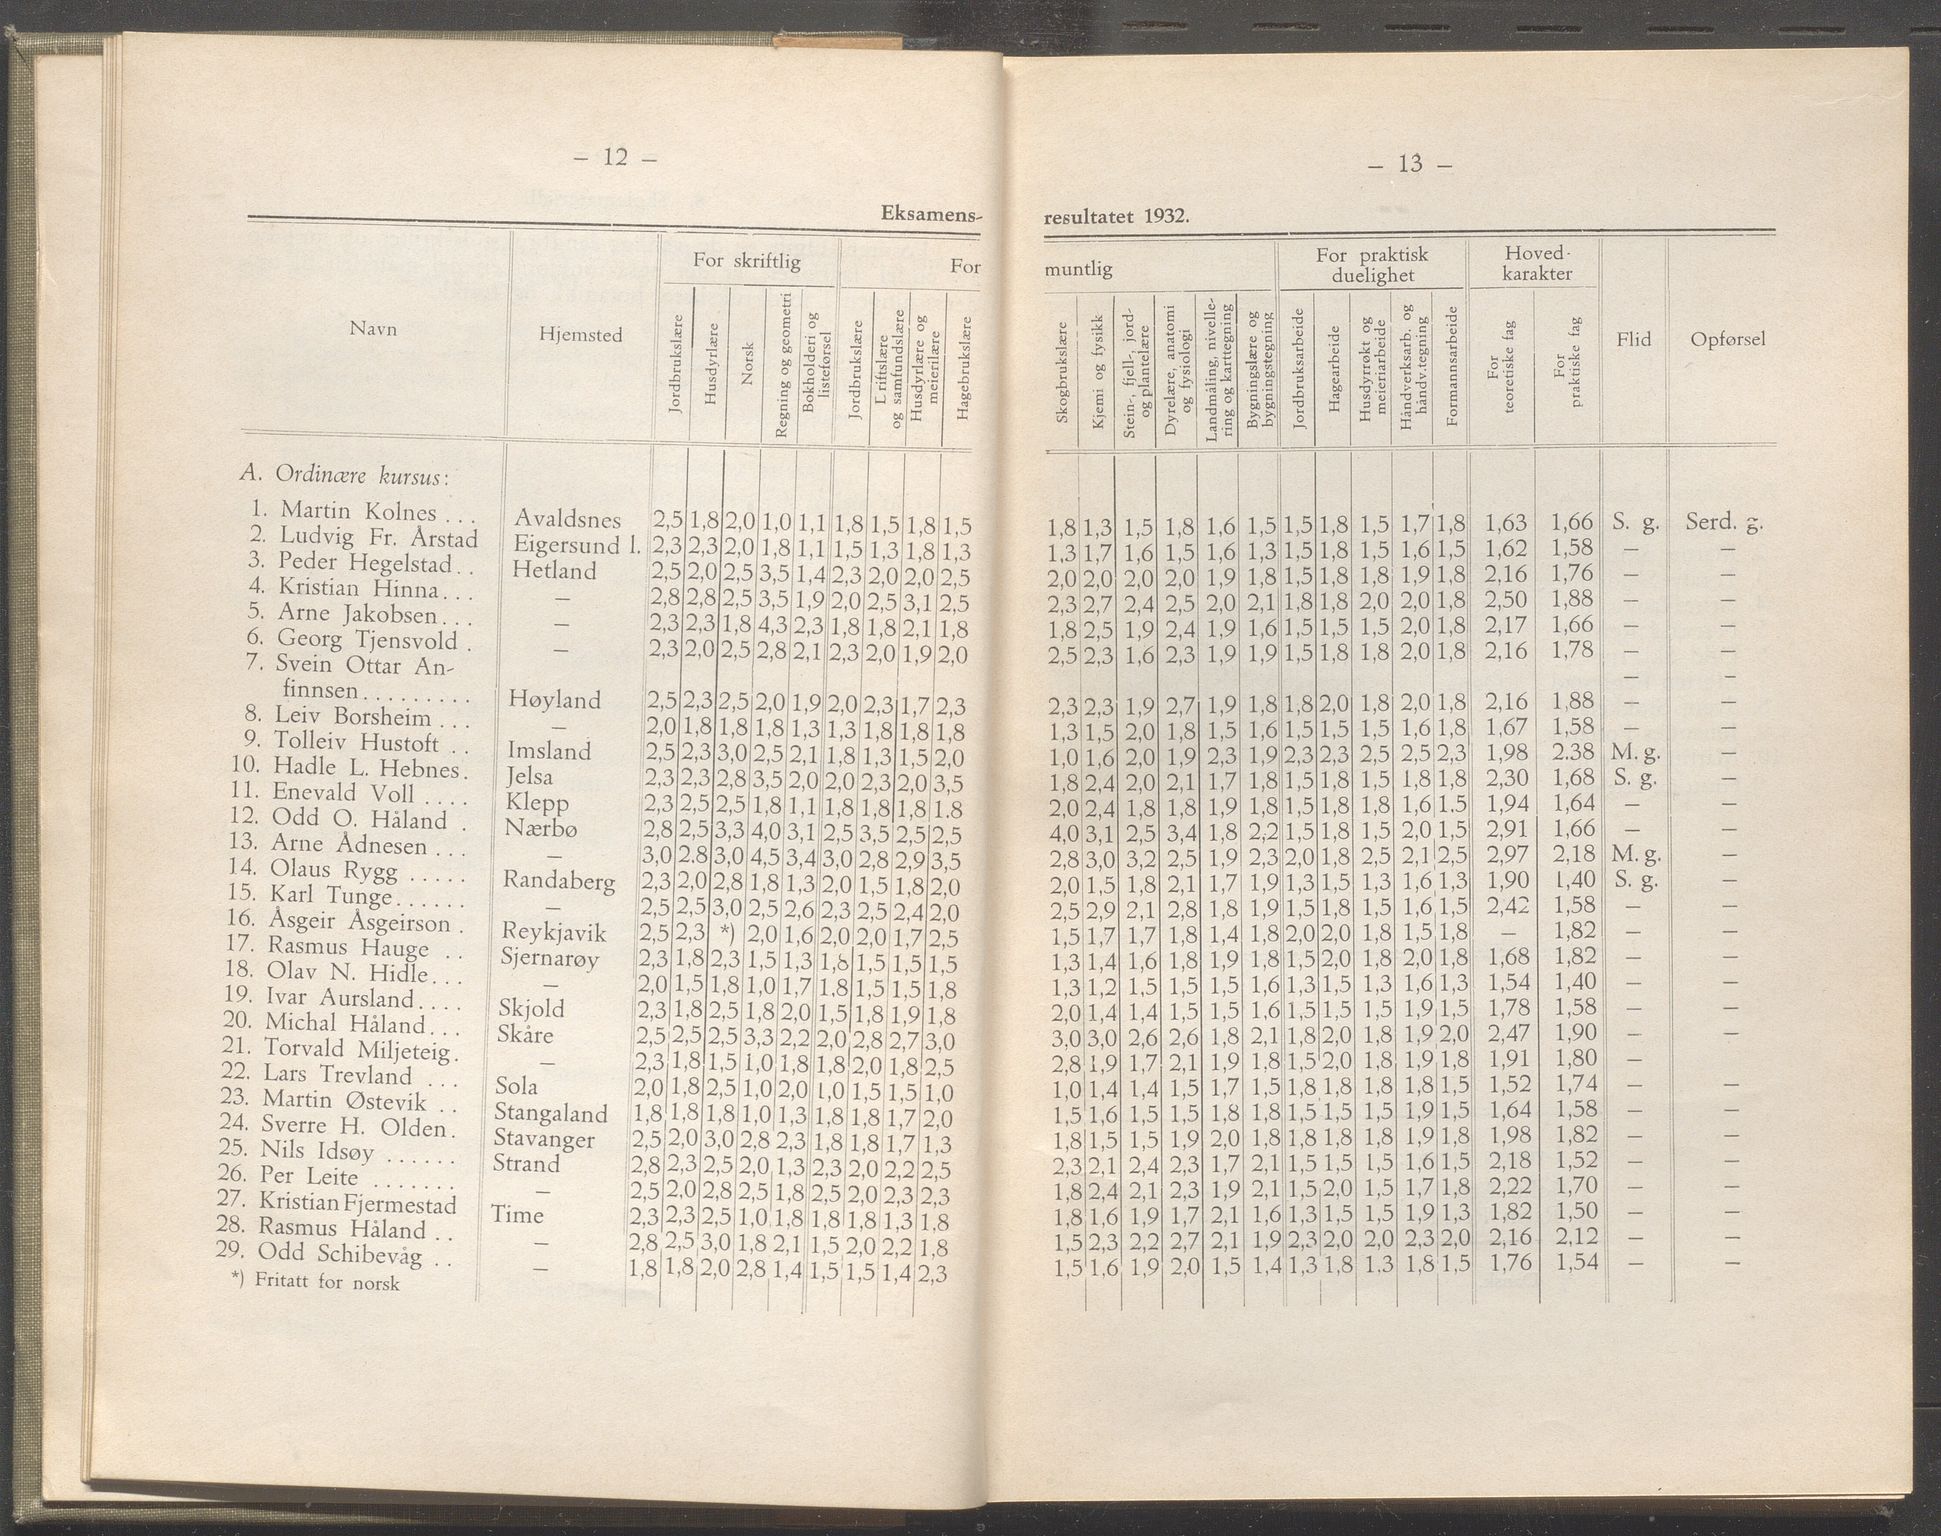 – 12 –
Eksamens-
Navn
Hjemsted
For skriftlig
For
Jordbrukslære
Husdyrlære
Norsk
Regning og geometri
Bokholderi og
listeførsel
Jordbrukslære
Driftslære
og samfundslære
Husdyrlære og
meierilære
Hagebrukslære
A. Ordinære kursus:
1. Martin Kolnes . . . Avaldsnes 2,5 1,8 2,0 1,0 1,1 1,8 1,5 1,8 1,5
2. Ludvig Fr. Årstad Eigersund l. 2,3 2,3 2,0 1,8 1,1 1,5 1,3 1,8 1,3
3. Peder Hegelstad . . Hetland 2,5 2,0 2,5 3,5 1,4 2,3 2,0 2,0 2,5
4. Kristian Hinna . . . — 2,8 2,8 2,5 3,5 1,9 2,0 2,5 3,1 2,5
5. Arne Jakobsen . . . — 2,3 2,3 1,8 4,3 2,3 1,8 1,8 2,1 1,8
6. Georg Tjensvold . — 2,3 2,0 2,5 2,8 2,1 2,3 2,0 1,9 2,0
7. Svein Ottar An-
finnsen . . . . . . . . . Høyland 2,5 2,3 2,5 2,0 1,9 2,0 2,3 1,7 2,3
8. Leiv Borsheim . . . — 2,0 1,8 1,8 1,8 1,3 1,3 1,8 1,8 1,8
9. Tolleiv Hustoft . . Imsland 2,5 2,3 3,0 2,5 2,1 1,8 1,3 1,5 2,0
10. Hadle L. Hebnes . Jelsa 2,3 2,3 2,8 3,5 2,0 2,0 2,3 2,0 3,5
11. Enevald Voll . . . . Klepp 2,3 2,5 2,5 1,8 1,1 1,8 1,8 1,8 1.8
12. Odd O. Håland . Nærbø 2,8 2,5 3,3 4,0 3,1 2,5 3,5 2,5 2,5
13. Arne Ådnesen . . . — 3,0 2.8 3,0 4,5 3,4 3,0 2,8 2,9 3,5
14. Olaus Rygg . . . . . Randaberg 2,3 2,0 2,8 1,8 1,3 2,0 1,5 1,8 2,0
15. Karl Tunge . . . . . . — 2,5 2,5 3,0 2,5 2,6 2,3 2,5 2,4 2,0
16. Åsgeir Åsgeirson . Reykjavik 2,5 2,3 *) 2,0 1,6 2,0 2,0 1,7 2,5
17. Rasmus Hauge . . Sjernarøy 2,3 1,8 2,3 1,5 1,3 1,8 1,5 1,5 1,5
18. Olav N. Hidle . . . — 2,0 1,5 1,8 1,0 1,7 1,8 1,5 1,5 1,8
19. Ivar Aursland . . . . Skjold 2,3 1,8 2,5 1,8 2,0 1,5 1,8 1,9 1,8
20. Michal Håland . . . Skåre 2,5 2,5 2,5 3,3 2,2 2,0 2,8 2,7 3,0
21. Torvald Miljeteig . — 2,3 1,8 1,5 1,0 1,8 1,8 2,0 1,8 2,5
22. Lars Trevland . . . Sola 2,0 1,8 2,5 1,0 2,0 1,0 1,5 1,5 1,0
23. Martin Østevik . . Stangaland 1,8 1,8 1,8 1,0 1,3 1,8 1,8 1,7 2,0
24. Sverre H. Olden . Stavanger 2,5 2,0 3,0 2,8 2,3 1,8 1,8 1,7 1,3
25. Nils Idsøy . . . . . . Strand 2,8 2,3 2,5 2,0 1,3 2,3 2,0 2,2 2,5
26. Per Leite . . . . . . . — 2,5 2,0 2,8 2,5 1,8 2,5 2,0 2,3 2,3
27. Kristian Fjermestad Time 2,3 2,3 2,5 1,0 1,8 1,8 1,8 1,3 1.8
28. Rasmus Håland . . — 2,8 2,5 3,0 1,8 2,1 1,5 2,0 2,2 1,8
29. Odd Schibevåg . . — 1,8 1,8 2,0 2,8 1,4 1,5 1,5 1,4 2,3
*) Fritatt for norsk
– 13 –
resultatet 1932.
muntlig
For praktisk
duelighet
Hoved-
karakter
Flid
Opførsel
Skogbrukslære
Kjemi og fysikk
Stein-, fjell-, jord-
og plantelære
Dyrelære, anatomi
og fysiologi
Landmåling, nivelle-
ring og karttegning
Bygningslære og
bygningstegning
Jordbruksarbeide
Hagearbeide
Husdyrrøkt og
meieriarbeide
Håndverksarb. og
håndv.tegning
Formannsarbeide
For
teoretiske fag
For
praktiske fag
1,8 1,3 1,5 1,8 1,6 1,5 1,5 1,8 1,5 1,7 1,8 1,63 1,66 S. g. Serd. g.
1,3 1,7 1,6 1,5 1,6 1,3 1,5 1,8 1,5 1,6 1,5 1,62 1,58 — —
2,0 2,0 2,0 2,0 1,9 1,8 1,5 1,8 1,8 1,9 1,8 2,16 1,76 — —
2,3 2,7 2,4 2,5 2,0 2,1 1,8 1,8 2,0 2,0 1,8 2,50 1,88 — —
1,8 2,5 1,9 2,4 1,9 1,6 1,5 1,5 1,5 2,0 1,8 2,17 1,66 — —
2,5 2,3 1,6 2,3 1,9 1,9 1,5 1,8 1,8 2,0 1,8 2,16 1,78 — —
— —
2,3 2,3 1,9 2,7 1,9 1,8 1,8 2,0 1,8 2,0 1,8 2,16 1,88 — —
1,3 1,5 2,0 1,8 1,5 1,6 1,5 1,5 1,5 1,6 1,8 1,67 1,58 — —
1,0 1,6 2,0 1,9 2,3 1,9 2,3 2,3 2,5 2,5 2,3 1,98 2.38 M. g. —
1,8 2,4 2,0 2,1 1,7 1,8 1,5 1,8 1,5 1,8 1,8 2,30 1,68 S. g. —
2,0 2,4 1,8 1,8 1,9 1,8 1,5 1,8 1,8 1,6 1.5 1,94 1,64 — —
4,0 3,1 2,5 3,4 1,8 2,2 1,5 1,8 1,5 2,0 1,5 2,91 1,66 — —
2,8 3,0 3,2 2,5 1,9 2,3 2,0 1,8 2,5 2,1 2,5 2,97 2,18 M. g. —
2,0 1,5 1,8 2,1 1,7 1,9 1,3 1,5 1,3 1,6 1,3 1,90 1,40 S. g. —
2,5 2,9 2,1 2,8 1,8 1,9 1,5 1,8 1,5 1,6 1,5 2,42 1,58 — —
1,5 1,7 1,7 1,8 1,4 1,8 2,0 2,0 1,8 1,5 1,8 — 1,82 — —
1,3 1,4 1,6 1,8 1,9 1,8 1,5 2,0 1,8 2,0 1,8 1,68 1,82 — —
1,3 1,2 1,5 1,5 1,5 1,6 1,3 1,5 1,3 1,6 1,3 1,54 1,40 — —
2,0 1,4 1,4 1,5 1,5 1,6 1,5 1,5 1,5 1,9 1,5 1,78 1,58 — —
3,0 3,0 2,6 2,6 1,8 2,1 1,8 2,0 1,8 1,9 2,0 2,47 1,90 — —
2,8 1,9 1,7 2,1 1,9 1,8 1,5 2,0 1,8 1,9 1,8 1,91 1,80 —
1,0 1,4 1,4 1,5 1,7 1,5 1,8 1,8 1,8 1,8 1,5 1,52 1,74 — —
1,5 1,6 1,5 1,5 1,8 1,8 1,5 1,5 1,5 1,9 1,5 1,64 1,58 — —
1,8 1,5 1,5 1,9 2,0 1,8 1,8 1,8 1,8 1,9 1,8 1,98 1,82 — —
2,3 2,1 2,4 2,3 1,7 2,1 1,5 1,5 1,5 1,6 1,5 2,18 1,52 — —
1,8 2,4 2,1 2,3 1,9 2,1 1,5 2,0 1,5 1,7 1,8 2,22 1,70 — —
1,8 1,6 1,9 1,7 2,1 1,6 1,3 1,5 1,5 1,9 1,3 1,82 1,50 — —
1,5 2,3 2,2 2,7 2,1 1,9 2,3 2,0 2,0 2,3 2,0 2,16 2,12 — —
1,5 1,6 1,9 2,0 1,5 1,4 1,3 1,8 1,3 1,8 1,5 1,76 1,54 — —